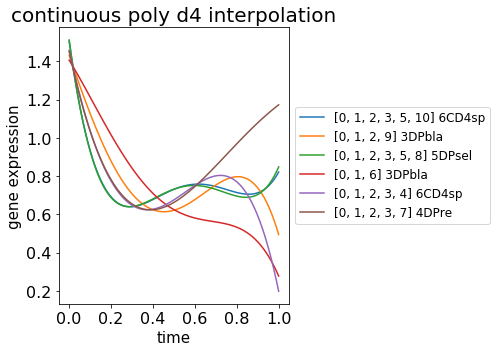 continuous poly d4 interpolation
gene expression
1.4
1.2
1.0
0.8
0.6
0.4
0.2
0.0 0.2 0.4 0.6 0.8 1.0
time
[0, 1, 2, 3, 5, 10] 6CD4sp
[0, 1, 2, 9] 3DPbla
[0, 1, 2, 3, 5, 8] 5DPsel
[0, 1, 6] 3DPbla
[0, 1, 2, 3, 4] 6CD4sp
[0, 1, 2, 3, 7] 4DPre